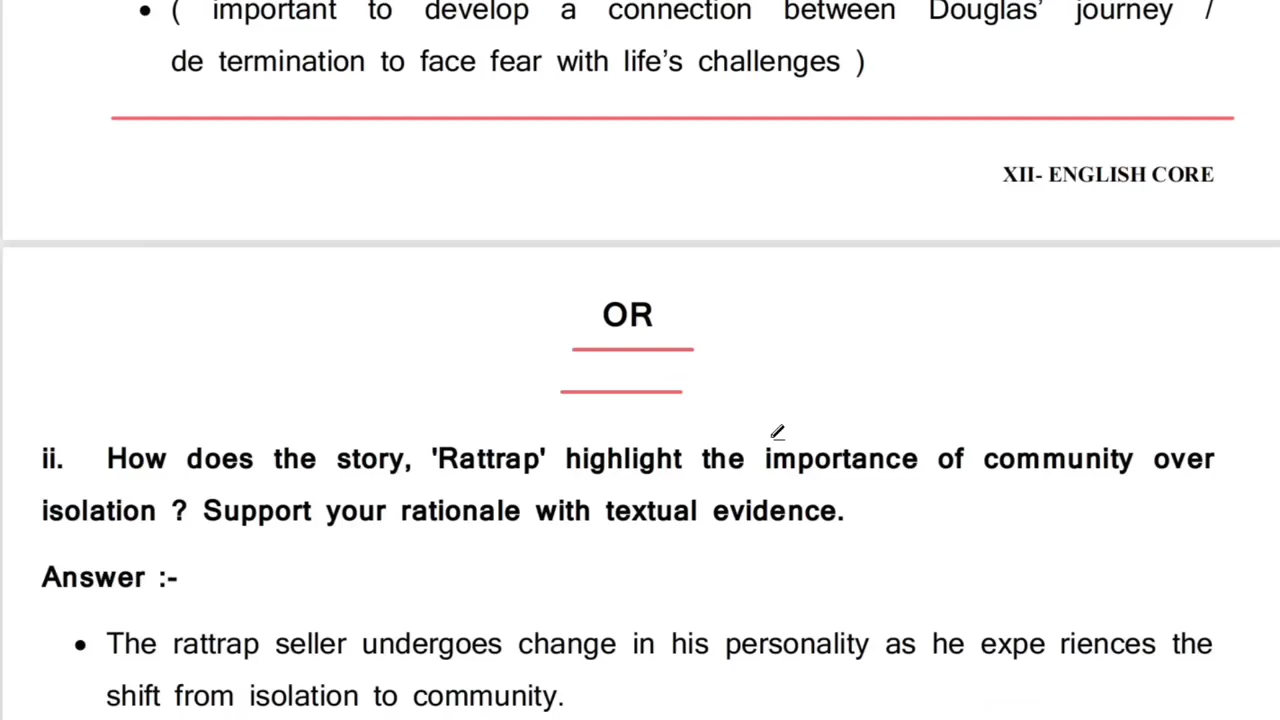 • ( important to develop a connection between Douglas’ journey /
de termination to face fear with life’s challenges )
XII- ENGLISH CORE
OR
ii. How does the story, 'Rattrap' highlight the importance of community over
isolation ? Support your rationale with textual evidence.
Answer :-
• The rattrap seller undergoes change in his personality as he expe riences the
shift from isolation to community.